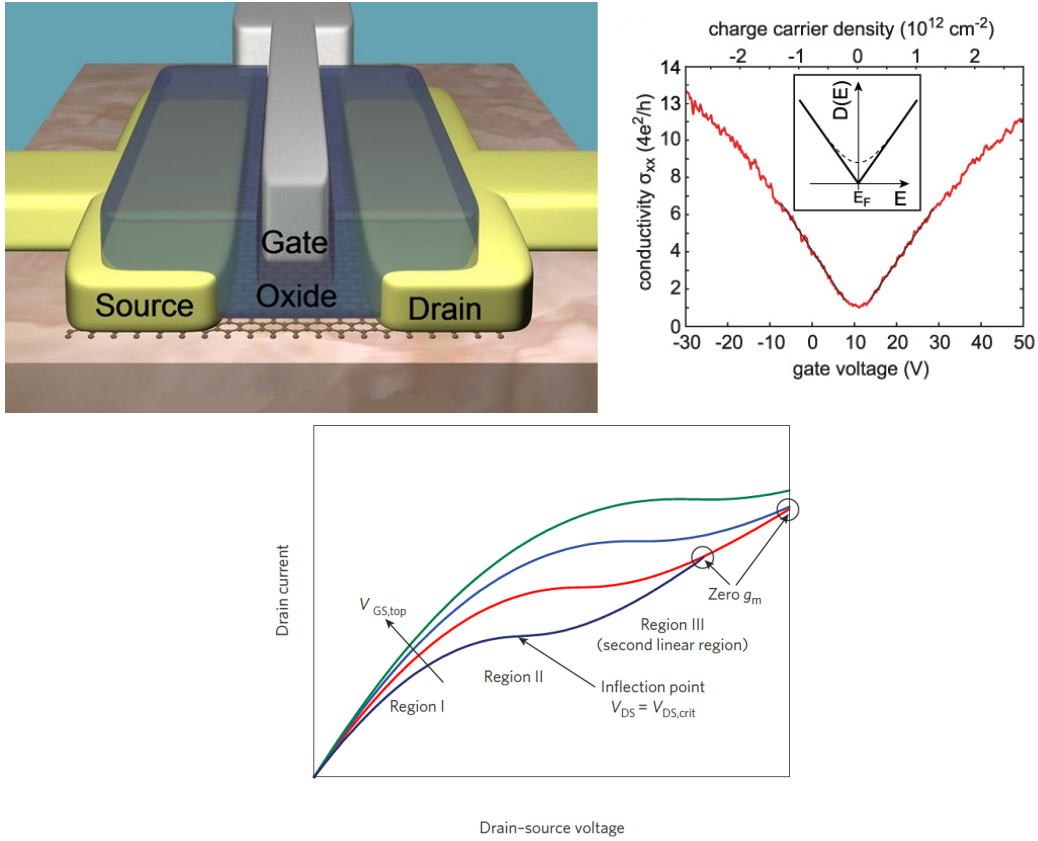 Gate
Oxide
Source
Drain
charge carrier density (10¹² cm⁻²)
-2 -1 0 1 2
14
13
10
8
6
4
2
0
conductivity σxx (4e²/h)
D(E)
E_F
E
-30 -20 -10 0 10 20 30 40 50
gate voltage (V)
Drain current
V GS,top
Zero gm
Region III
(second linear region)
Region II
Inflection point
VDS = VDS,crit
Region I
Drain–source voltage